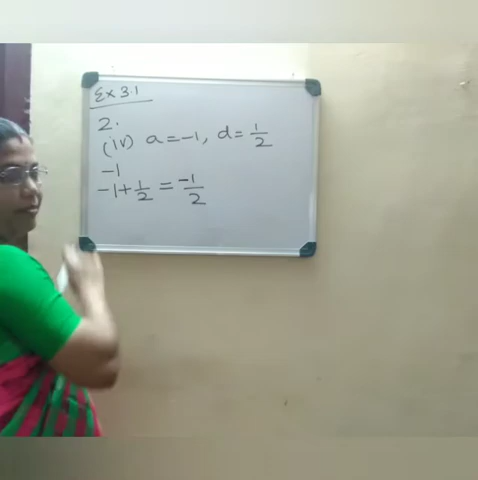 Ex 3.1
2.
(iv) a=-1, d=1/2
-1
-1+1/2=-1/2